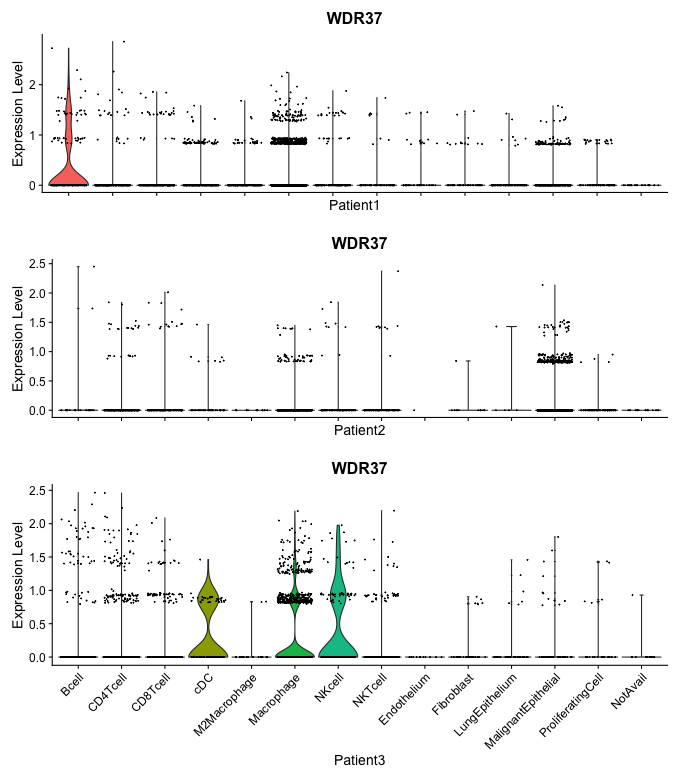 WDR37
Expression Level
2
1
0
Patient1
WDR37
Expression Level
2.5
2.0
1.5
1.0
0.5
0.0
Patient2
WDR37
Expression Level
2.5
2.0
1.5
1.0
0.5
0.0
Bcell
CD4Tcell
CD8Tcell
cDC
M2Macrophage
Macrophage
NKcell
NKTcell
Endothelium
Fibroblast
LungEpithelium
MalignantEpithelial
ProliferatingCell
NotAvail
Patient3